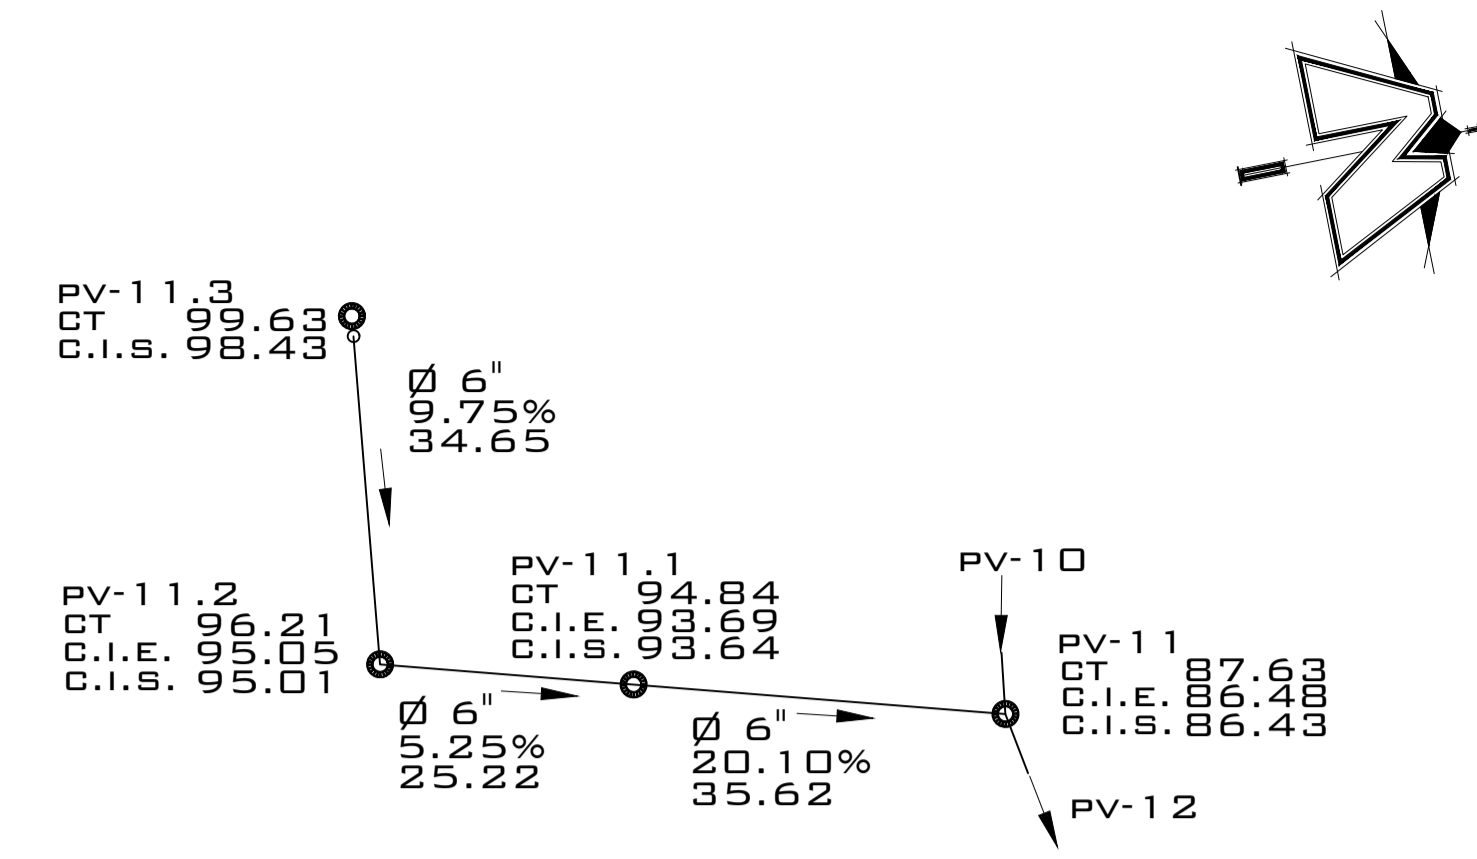 PV-11.3
CT 99.63
C.I.S. 98.43
Ø 6"
9.75%
34.65
PV-11.2
CT 96.21
C.I.E. 95.05
C.I.S. 95.01
PV-11.1
CT 94.84
C.I.E. 93.69
C.I.S. 93.64
Ø 6"
5.25%
25.22
Ø 6"
20.10%
35.62
PV-10
PV-11
CT 87.63
C.I.E. 86.48
C.I.S. 86.43
PV-12